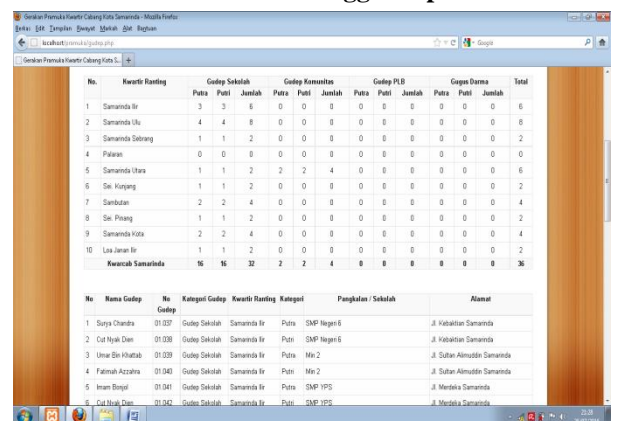 Gerakan Pramuka Kwartir Cabang Kota Samarinda - Mozilla Firefox
Berkas Edit Tampilan Riwayat Markah Alat Bantuan
localhost/pramuka/gudep.php Google
Gerakan Pramuka Kwartir Cabang Kota S...
No. Kwartir Ranting Gudep Sekolah Gudep Komunitas Gudep PLB Gugus Darma Total
Putra Putri Jumlah Putra Putri Jumlah Putra Putri Jumlah Putra Putri Jumlah
1 Samarinda Ilir 3 3 6 0 0 0 0 0 0 0 0 0 6
2 Samarinda Ulu 4 4 8 0 0 0 0 0 0 0 0 0 8
3 Samarinda Sebrang 1 1 2 0 0 0 0 0 0 0 0 0 2
4 Palaran 0 0 0 0 0 0 0 0 0 0 0 0 0
5 Samarinda Utara 1 1 2 2 2 4 0 0 0 0 0 0 6
6 Sei. Kunjang 1 1 2 0 0 0 0 0 0 0 0 0 2
7 Sambutan 2 2 4 0 0 0 0 0 0 0 0 0 4
8 Sei. Pinang 1 1 2 0 0 0 0 0 0 0 0 0 2
9 Samarinda Kota 2 2 4 0 0 0 0 0 0 0 0 0 4
10 Loa Janan Ilir 1 1 2 0 0 0 0 0 0 0 0 0 2
Kwarcab Samarinda 16 16 32 2 2 4 0 0 0 0 0 0 36
No Nama Gudep No Gudep Kategori Gudep Kwartir Ranting Kategori Pangkalan / Sekolah Alamat
1 Surya Chandra 01.037 Gudep Sekolah Samarinda Ilir Putra SMP Negeri 6 Jl. Kebaktian Samarinda
2 Cut Nyak Dien 01.038 Gudep Sekolah Samarinda Ilir Putri SMP Negeri 6 Jl. Kebaktian Samarinda
3 Umar Bin Khattab 01.039 Gudep Sekolah Samarinda Ilir Putra Min 2 Jl. Sultan Alimuddin Samarinda
4 Fatimah Azzahra 01.040 Gudep Sekolah Samarinda Ilir Putri Min 2 Jl. Sultan Alimuddin Samarinda
5 Imam Bonjol 01.041 Gudep Sekolah Samarinda Ilir Putra SMP YPS Jl. Merdeka Samarinda
6 Cut Nyak Dien 01.042 Gudep Sekolah Samarinda Ilir Putri SMP YPS Jl. Merdeka Samarinda